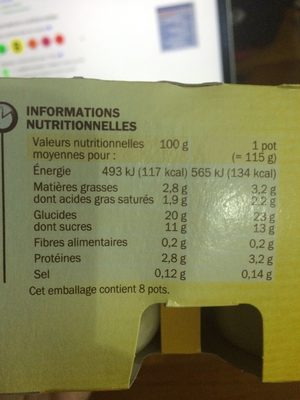 INFORMATIONS
NUTRITIONNELLES
Valeurs nutritionnelles 100 g 1 pot
moyennes pour : (= 115 g)
Énergie 493 kJ (117 kcal) 565 kJ (134 kcal)
Matières grasses 2,8 g 3,2 g
dont acides gras saturés 1,9 g 2,2 g
Glucides 20 g 23 g
dont sucres 11 g 13 g
Fibres alimentaires 0,2 g 0,2 g
Protéines 2,8 g 3,2 g
Sel 0,12 g 0,14 g
Cet emballage contient 8 pots.